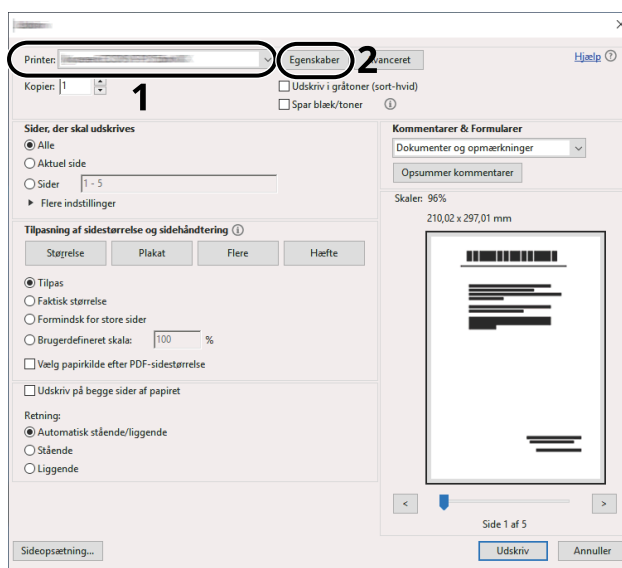 Printer:
Egenskaber
2
Avanceret
Hjælp
Kopier: 1
1
Udskriv i gråtoner (sort-hvid)
Spar blæk/toner
Sider, der skal udskrives
Alle
Aktuel side
Sider 1 - 5
Flere indstillinger
Kommentarer & Formularer
Dokumenter og opmærkninger
Opsummer kommentarer
Skaler: 96%
210,02 x 297,01 mm
Tilpasning af sidestørrelse og sidehåndtering
Størrelse Plakat Flere Hæfte
Tilpas
Faktisk størrelse
Formindsk for store sider
Brugerdefineret skala: 100 %
Vælg papirkilde efter PDF-sidestørrelse
Udskriv på begge sider af papiret
Retning:
Automatisk stående/liggende
Stående
Liggende
< >
Side 1 af 5
Sideopsætning...
Udskriv
Annuller